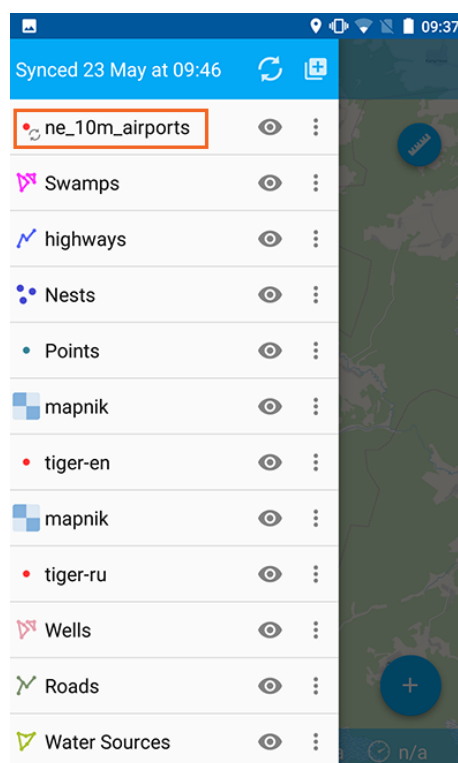 09:37
Synced 23 May at 09:46
ne_10m_airports
Swamps
highways
Nests
Points
mapnik
tiger-en
mapnik
tiger-ru
Wells
Roads
Water Sources
n/a